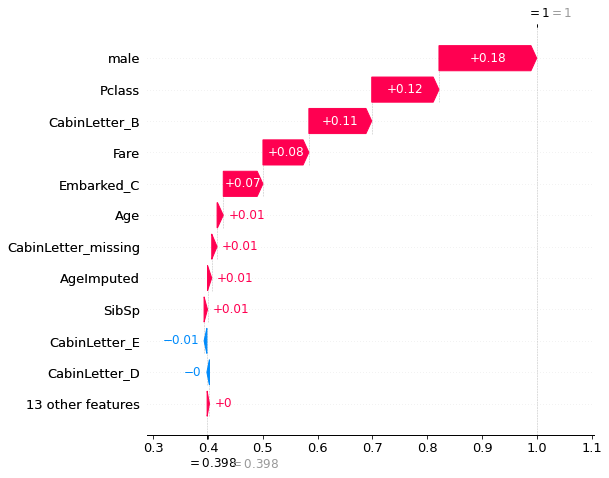 = 1 = 1
male +0.18
Pclass +0.12
CabinLetter_B +0.11
Fare +0.08
Embarked_C +0.07
Age +0.01
CabinLetter_missing +0.01
AgeImputed +0.01
SibSp +0.01
CabinLetter_E −0.01
CabinLetter_D −0
13 other features +0
0.3 0.4 0.5 0.6 0.7 0.8 0.9 1.0 1.1
= 0.398 = 0.398